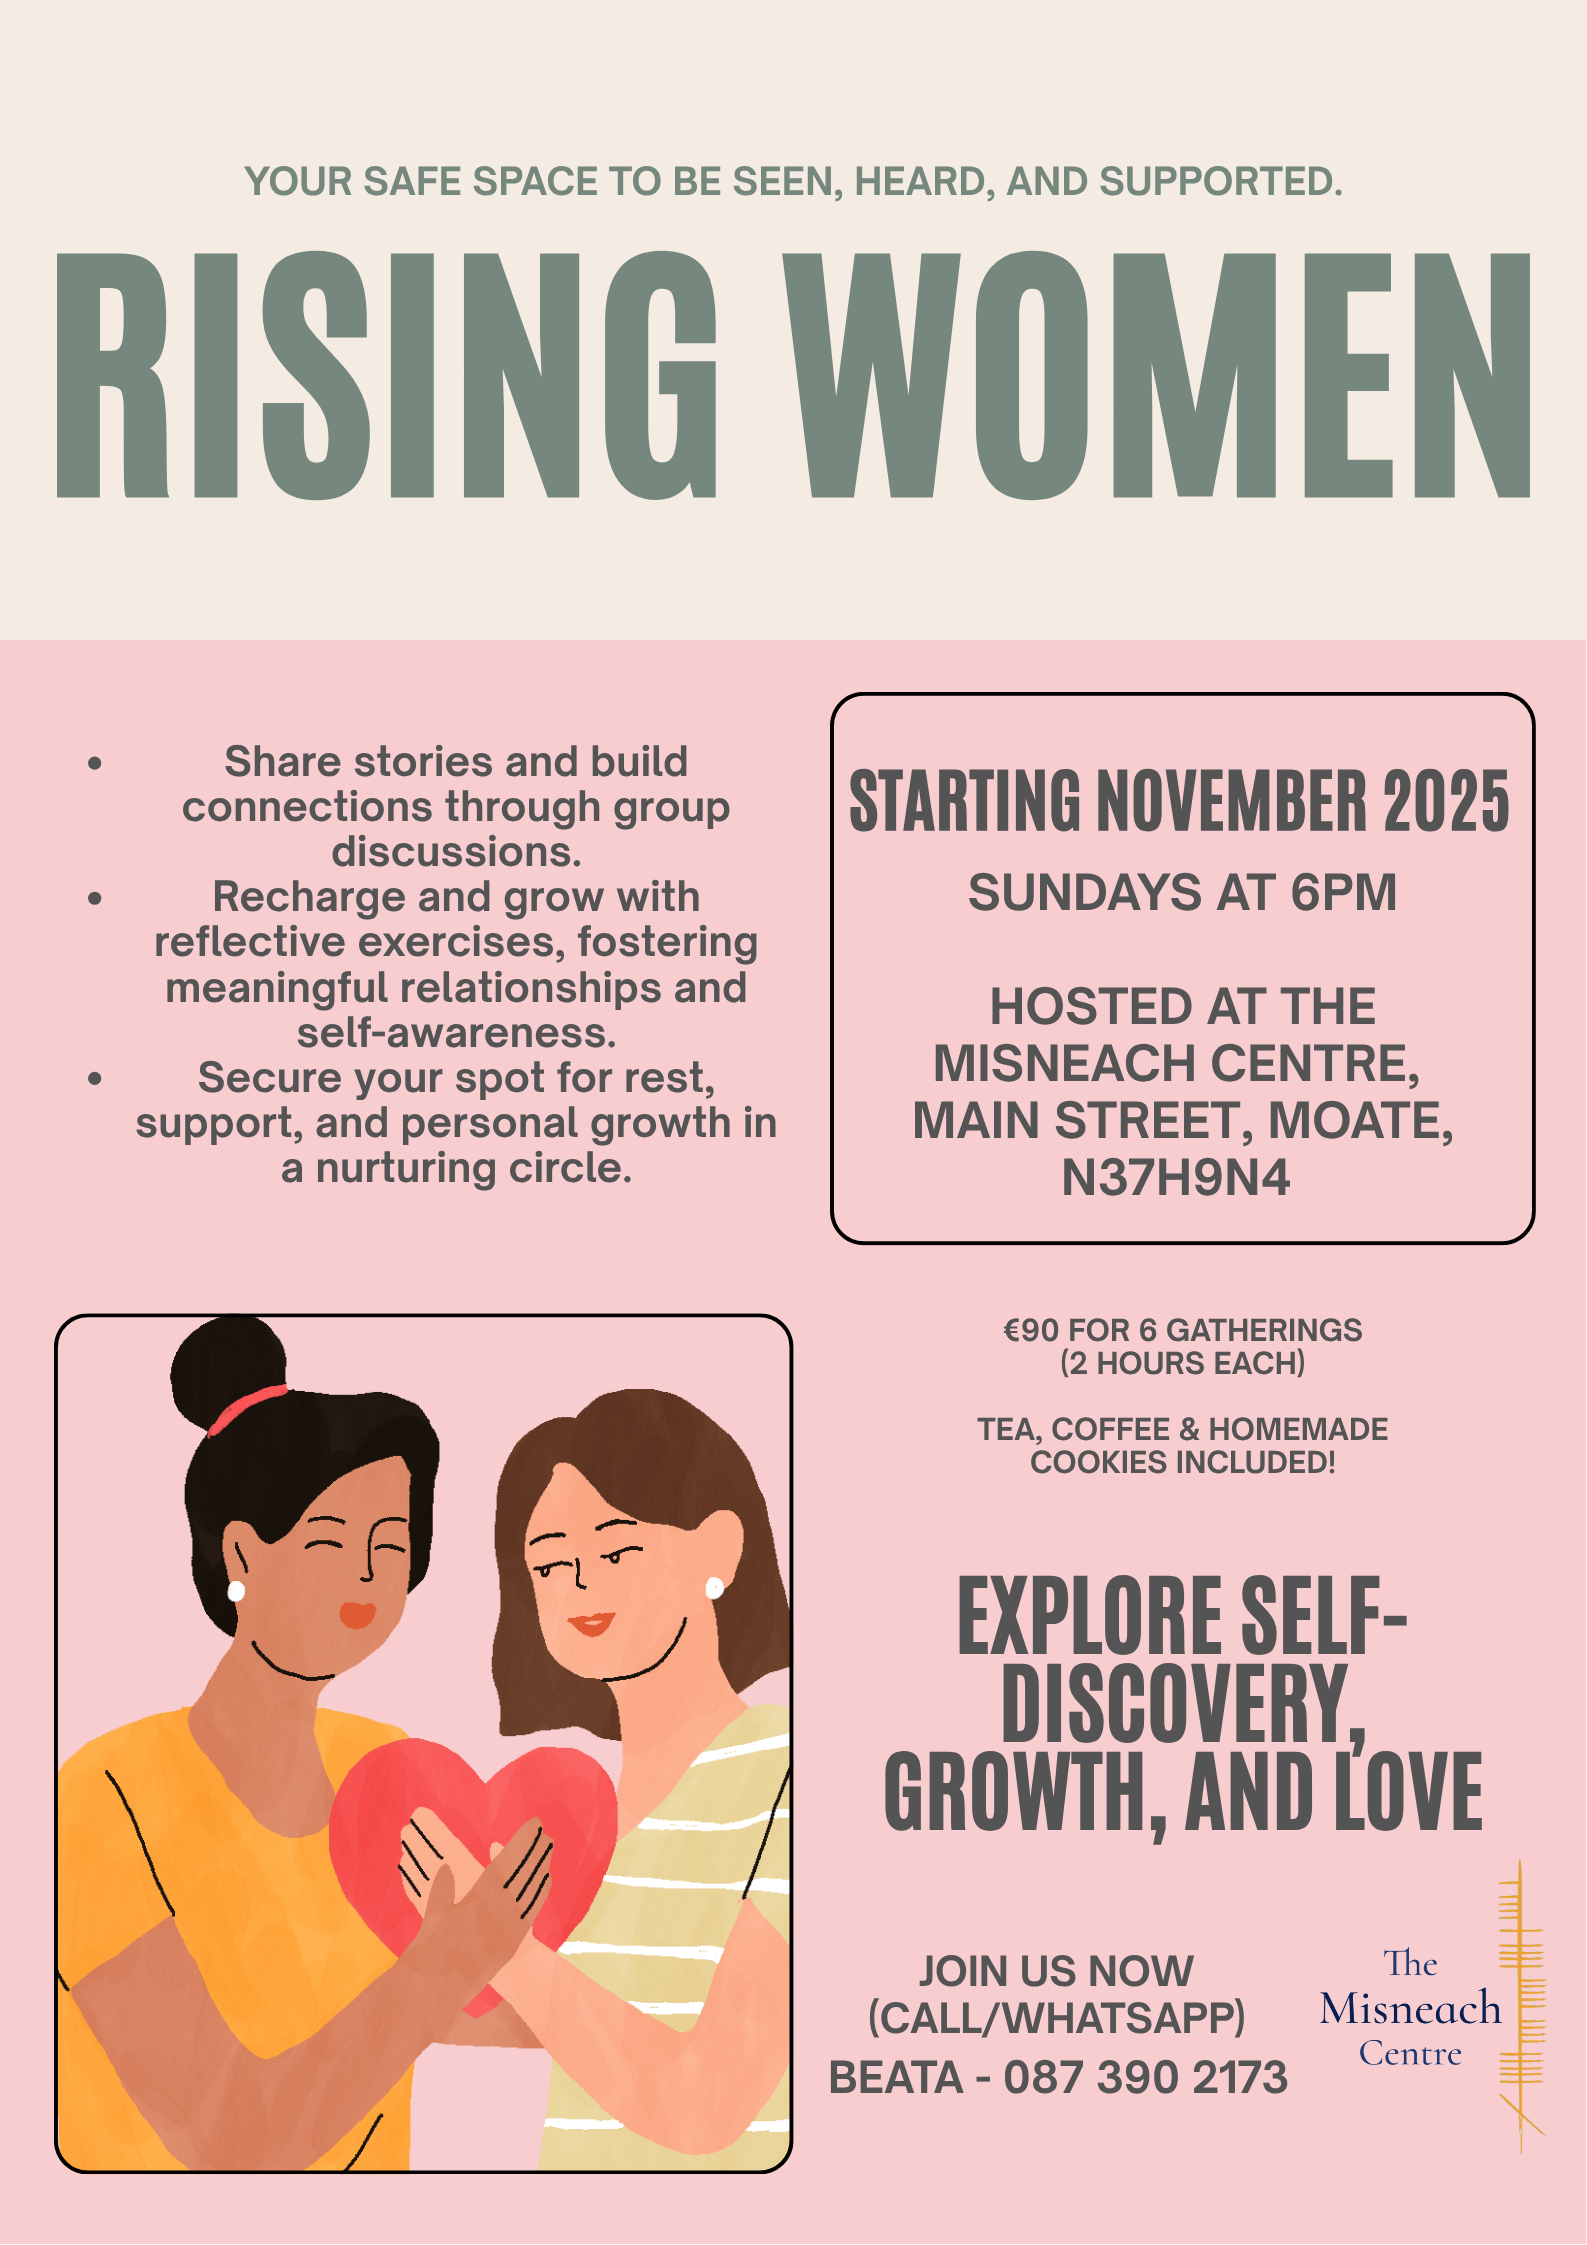 YOUR SAFE SPACE TO BE SEEN, HEARD, AND SUPPORTED.
RISING WOMEN
• Share stories and build
connections through group
discussions.
• Recharge and grow with
reflective exercises, fostering
meaningful relationships and
self-awareness.
• Secure your spot for rest,
support, and personal growth in
a nurturing circle.
STARTING NOVEMBER 2025
SUNDAYS AT 6PM
HOSTED AT THE
MISNEACH CENTRE,
MAIN STREET, MOATE,
N37H9N4
€90 FOR 6 GATHERINGS
(2 HOURS EACH)
TEA, COFFEE & HOMEMADE
COOKIES INCLUDED!
EXPLORE SELF-
DISCOVERY,
GROWTH, AND LOVE
JOIN US NOW
(CALL/WHATSAPP)
BEATA - 087 390 2173
The
Misneach
Centre